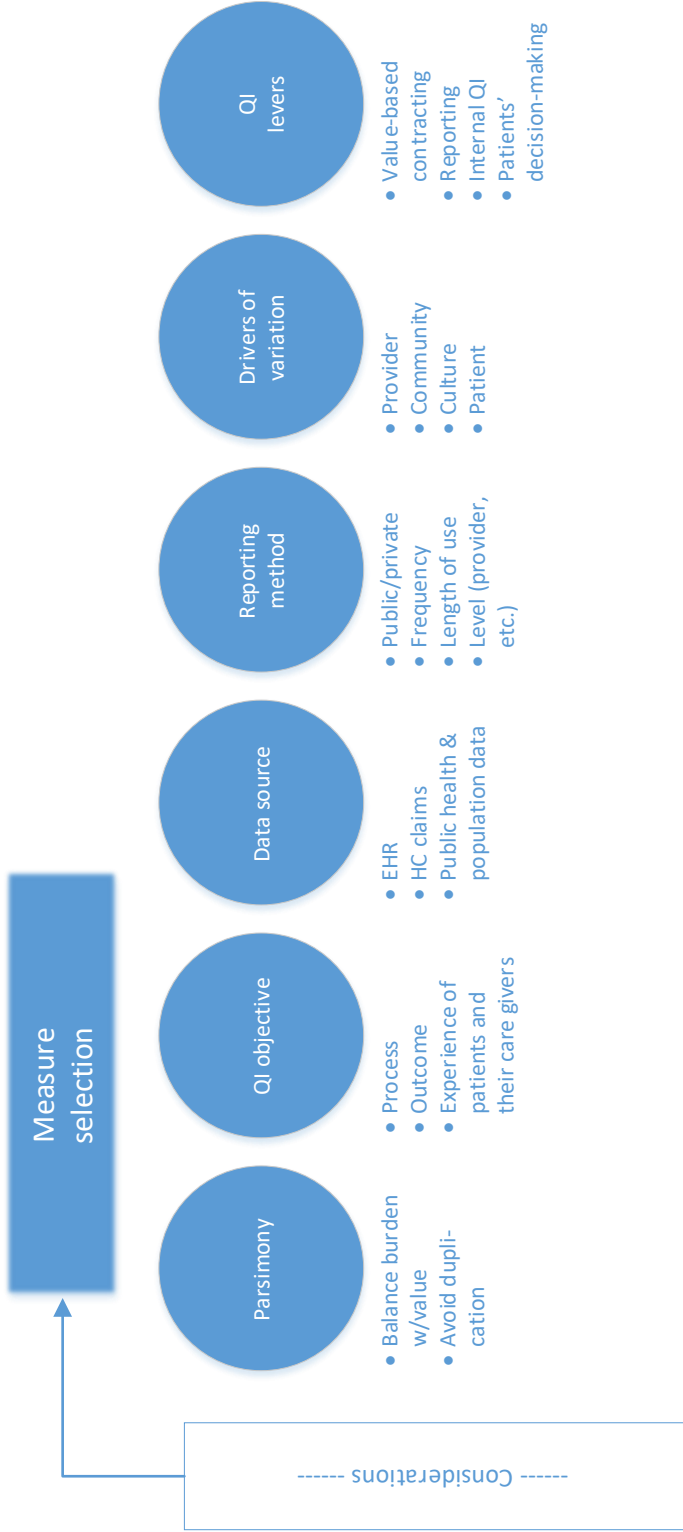 Measure
selection
------ Considerations ------
Parsimony
• Balance burden
w/value
• Avoid dupli-
cation
QI objective
• Process
• Outcome
• Experience of
patients and
their care givers
Data source
• EHR
• HC claims
• Public health &
population data
Reporting
method
• Public/private
• Frequency
• Length of use
• Level (provider,
etc.)
Drivers of
variation
• Provider
• Community
• Culture
• Patient
QI
levers
• Value-based
contracting
• Reporting
• Internal QI
• Patients’
decision-making